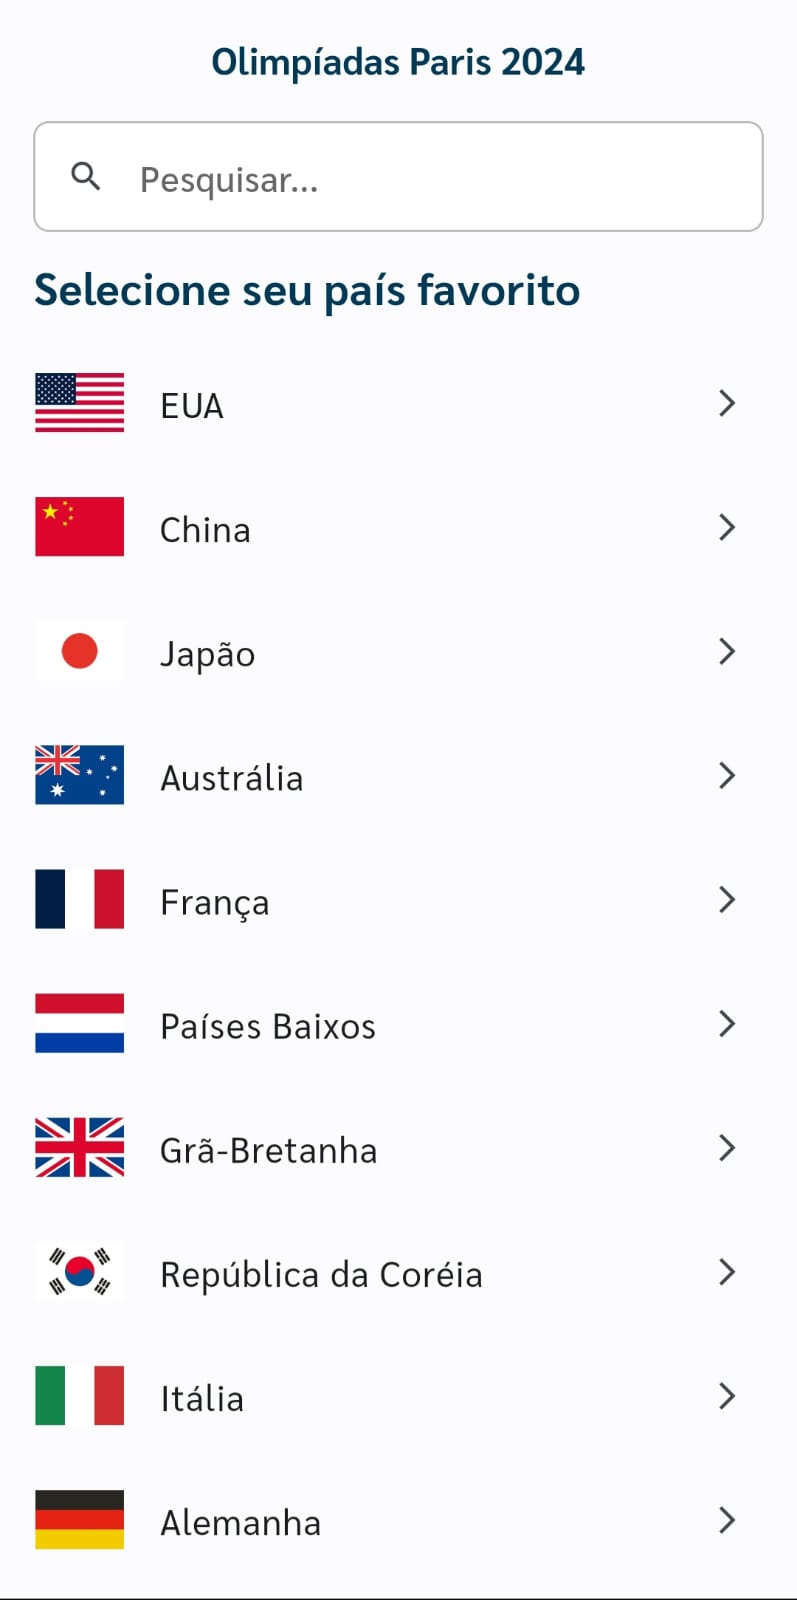 Olimpíadas Paris 2024
Pesquisar...
Selecione seu país favorito
EUA
China
Japão
Austrália
França
Países Baixos
Grã-Bretanha
República da Coréia
Itália
Alemanha